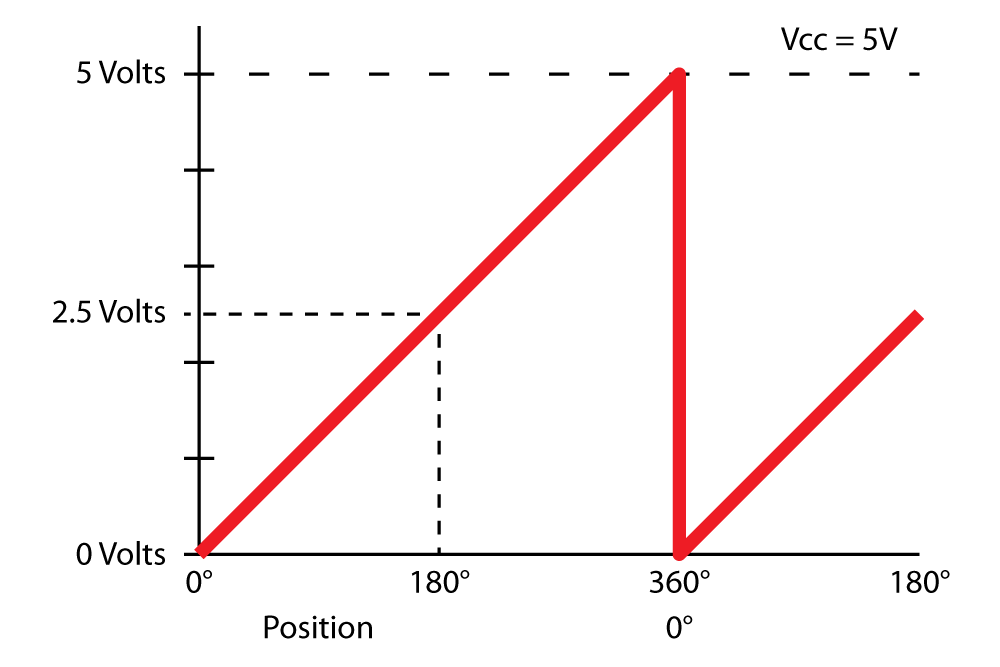 Vcc = 5V
5 Volts
2.5 Volts
0 Volts
0° 180° 360° 180°
Position 0°